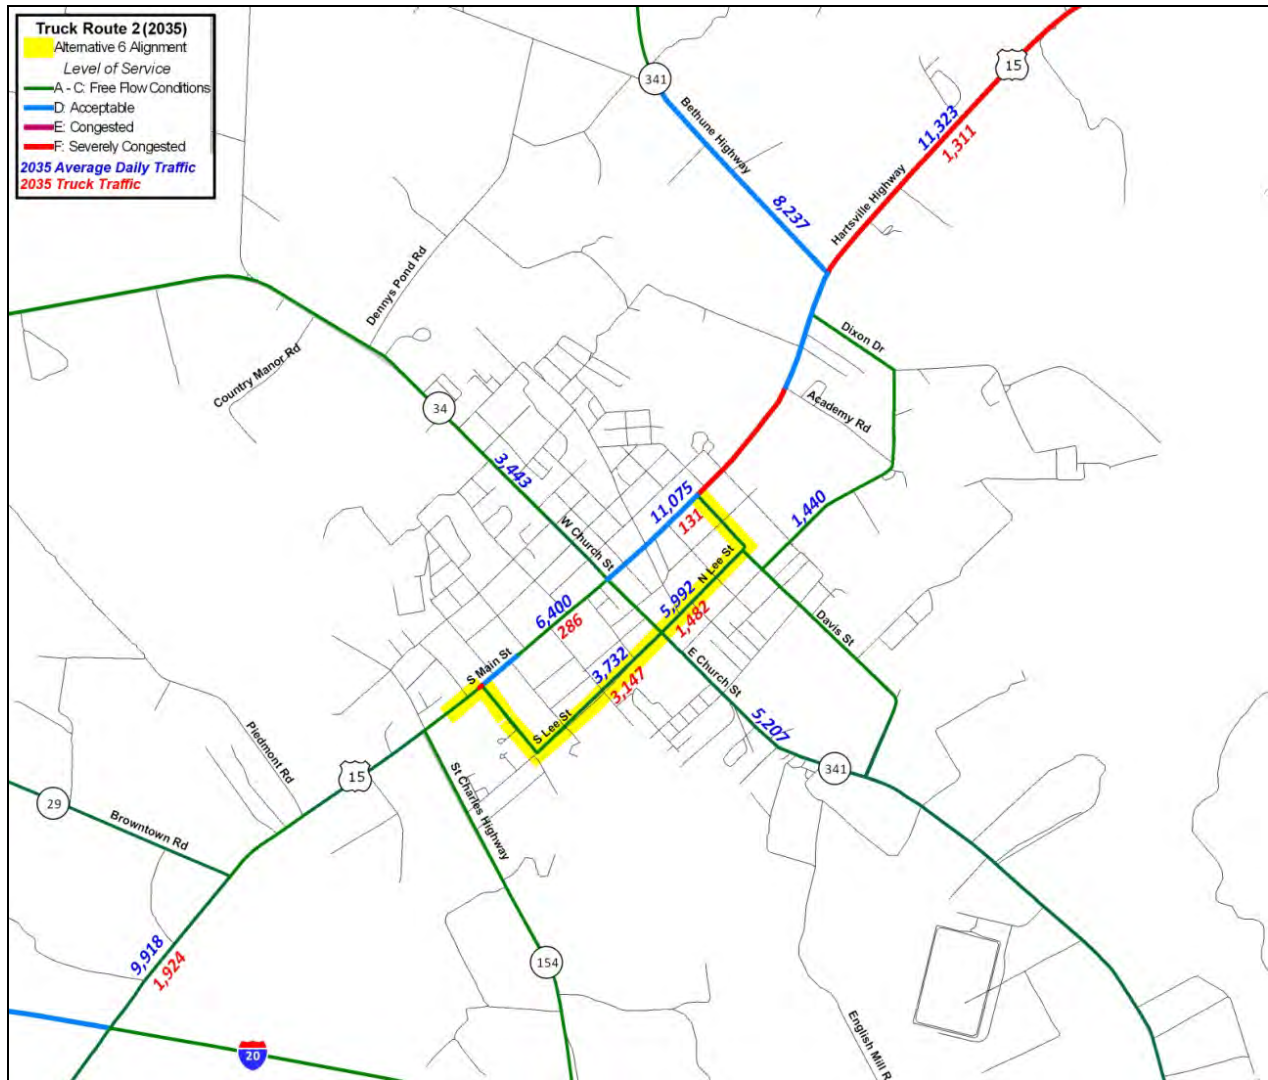 Truck Route 2 (2035)
Alternative 6 Alignment
Level of Service
A - C: Free Flow Conditions
D: Acceptable
E: Congested
F: Severely Congested
2035 Average Daily Traffic
2035 Truck Traffic
341
Bethune Highway
8,237
15
11,323
1,311
Hartsville Highway
Dennys Pond Rd
Country Manor Rd
34
3,443
W Church St
Dixon Dr
Academy Rd
1,440
11,075
131
N Lee St
5,992
1,482
Davis St
6,400
286
S Main St
3,732
3,147
S Lee St
E Church St
5,207
341
Piedmont Rd
15
St Charles Highway
29
Browntown Rd
9,918
1,924
154
20
English Mill R